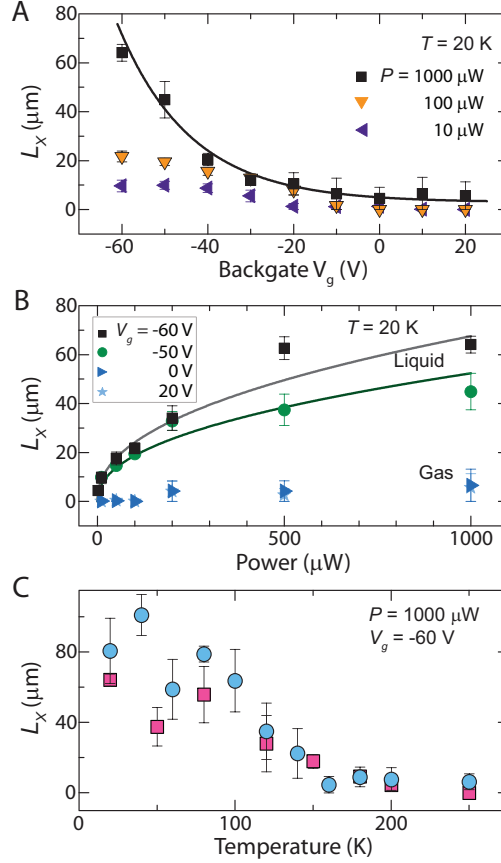 A
T = 20 K
P = 1000 μW
100 μW
10 μW
80
60
40
20
0
L_X (μm)
-60 -40 -20 0 20
Backgate V_g (V)
B
V_g = -60 V
-50 V
0 V
20 V
T = 20 K
Liquid
Gas
80
60
40
20
0
L_X (μm)
0 500 1000
Power (μW)
C
P = 1000 μW
V_g = -60 V
80
40
0
L_X (μm)
100 200
Temperature (K)